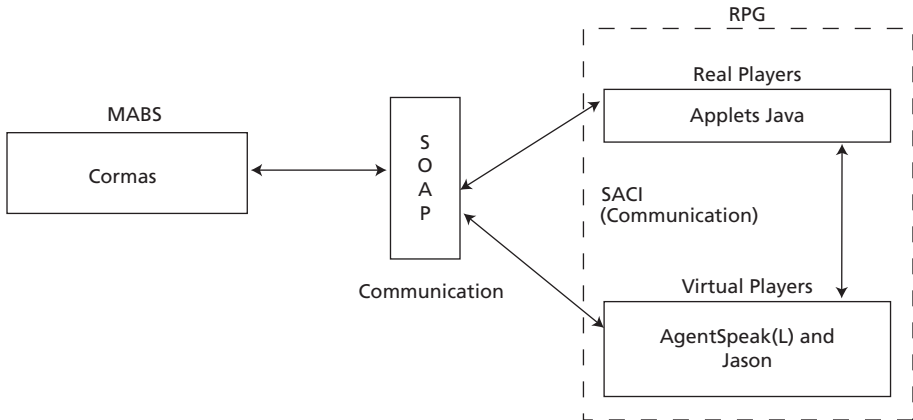 RPG
Real Players
Applets Java
MABS
Cormas
S
O
A
P
SACI
(Communication)
Communication
Virtual Players
AgentSpeak(L) and
Jason